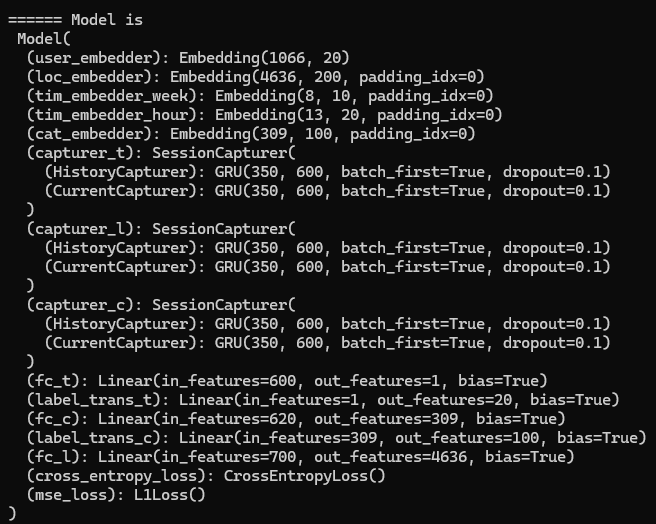 ====== Model is
Model(
(user_embedder): Embedding(1066, 20)
(loc_embedder): Embedding(4636, 200, padding_idx=0)
(tim_embedder_week): Embedding(8, 10, padding_idx=0)
(tim_embedder_hour): Embedding(13, 20, padding_idx=0)
(cat_embedder): Embedding(309, 100, padding_idx=0)
(capturer_t): SessionCapturer(
(HistoryCapturer): GRU(350, 600, batch_first=True, dropout=0.1)
(CurrentCapturer): GRU(350, 600, batch_first=True, dropout=0.1)
)
(capturer_l): SessionCapturer(
(HistoryCapturer): GRU(350, 600, batch_first=True, dropout=0.1)
(CurrentCapturer): GRU(350, 600, batch_first=True, dropout=0.1)
)
(capturer_c): SessionCapturer(
(HistoryCapturer): GRU(350, 600, batch_first=True, dropout=0.1)
(CurrentCapturer): GRU(350, 600, batch_first=True, dropout=0.1)
)
(fc_t): Linear(in_features=600, out_features=1, bias=True)
(label_trans_t): Linear(in_features=1, out_features=20, bias=True)
(fc_c): Linear(in_features=620, out_features=309, bias=True)
(label_trans_c): Linear(in_features=309, out_features=100, bias=True)
(fc_l): Linear(in_features=700, out_features=4636, bias=True)
(cross_entropy_loss): CrossEntropyLoss()
(mse_loss): L1Loss()
)